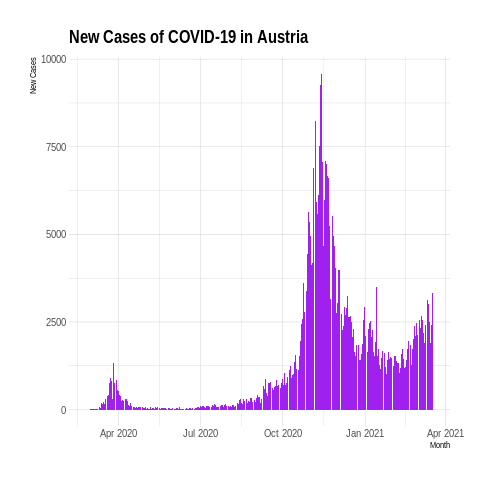 New Cases of COVID-19 in Austria
New Cases
10000
7500
5000
2500
0
Apr 2020 Jul 2020 Oct 2020 Jan 2021 Apr 2021
Month